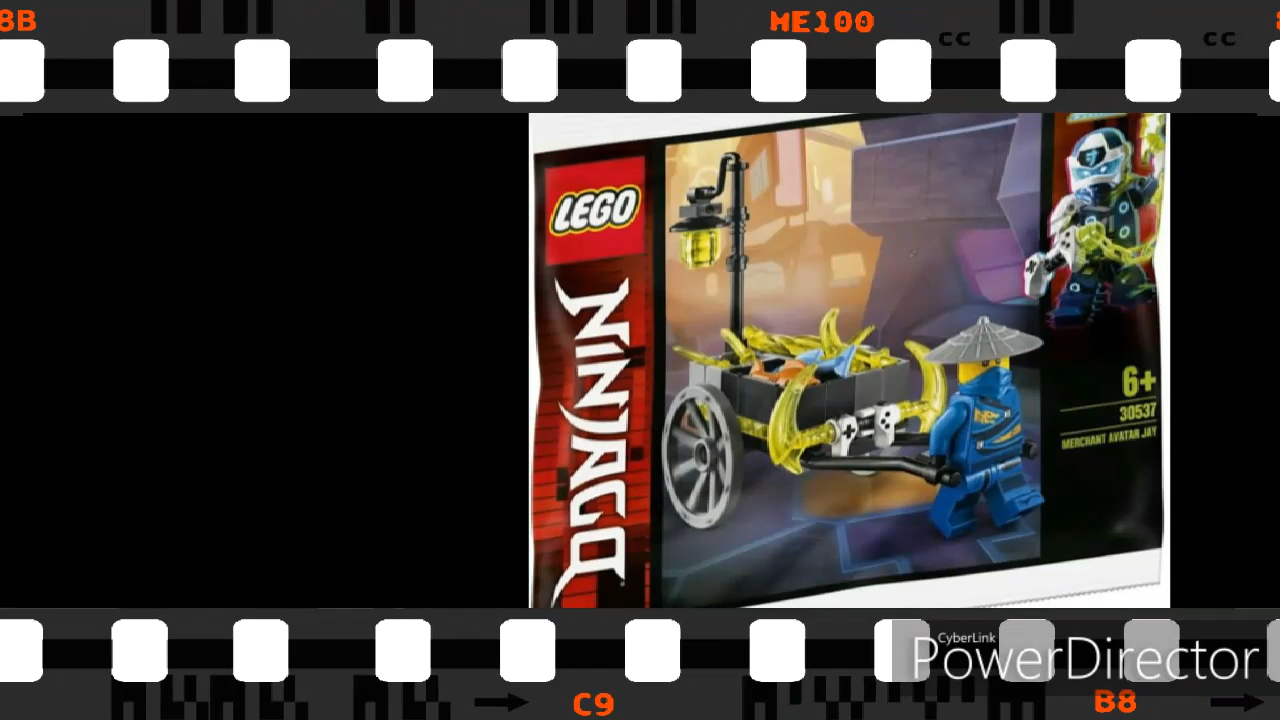 8B
ME100
CC
CC
LEGO
NINJAGO
6+
30537
MERCHANT AVATAR JAY
CyberLink
PowerDirector
C9
B8